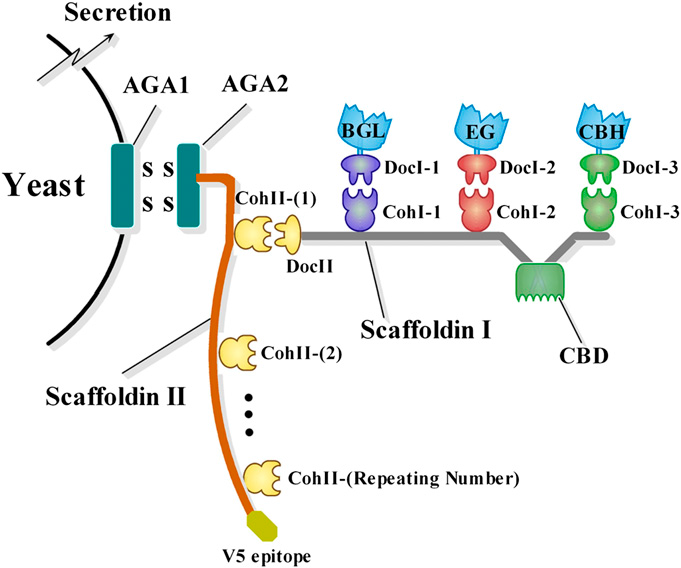 Secretion
AGA1
AGA2
Yeast
S S
S S
BGL
EG
CBH
DocI-1
DocI-2
DocI-3
CohI-1
CohI-2
CohI-3
CohII-(1)
DocII
Scaffoldin I
CBD
CohII-(2)
Scaffoldin II
CohII-(Repeating Number)
V5 epitope